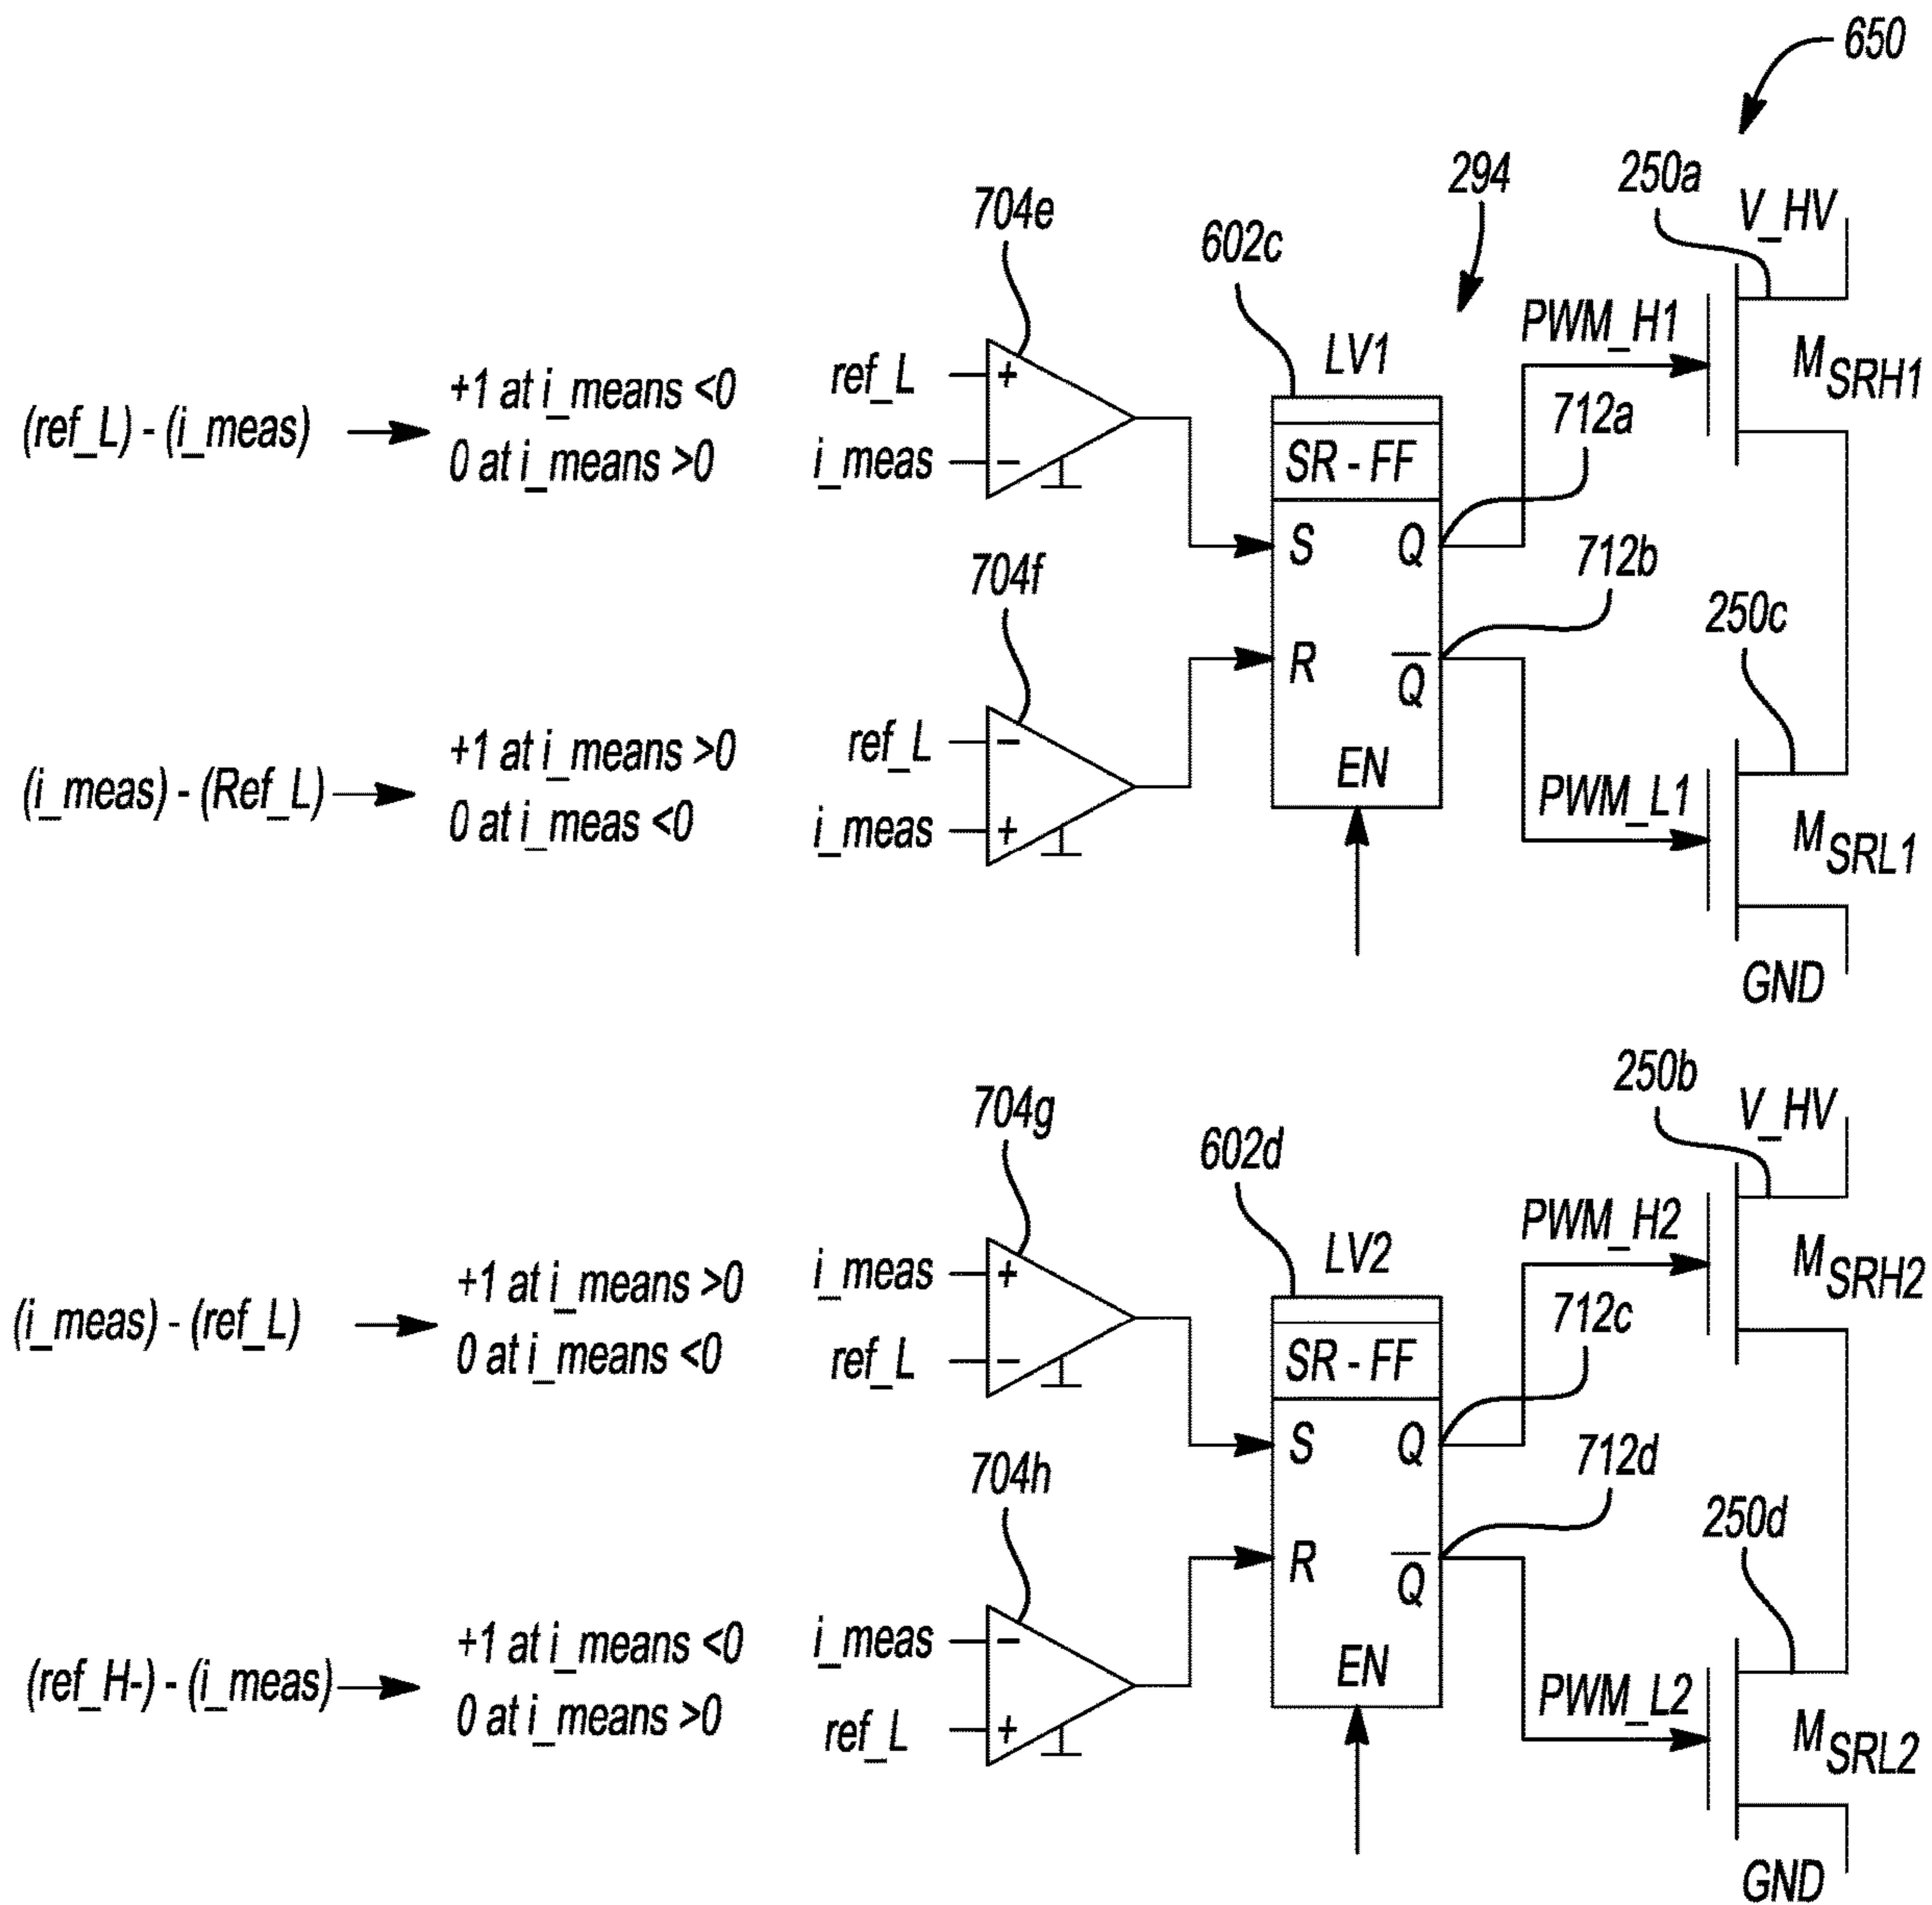 650
250a
294
V_HV
704e
602c
PWM_H1
LV1
ref_L
+
M SRH1
(ref_L) - (i_meas)
+1 at i_means <0
0 at i_means >0
712a
i_meas
−
SR - FF
S
Q
712b
704f
250c
R
Q
ref_L
−
EN
PWM_L1
(i_meas) - (Ref_L)
+1 at i_means >0
0 at i_meas <0
i_meas
+
M SRL1
GND
250b
704g
V_HV
602d
PWM_H2
LV2
i_meas
+
M SRH2
(i_meas) - (ref_L)
+1 at i_means >0
0 at i_means <0
712c
ref_L
−
SR - FF
S
Q
712d
704h
250d
R
Q
i_meas
−
EN
PWM_L2
(ref_H-) - (i_meas)
+1 at i_means <0
0 at i_means >0
ref_L
+
M SRL2
GND